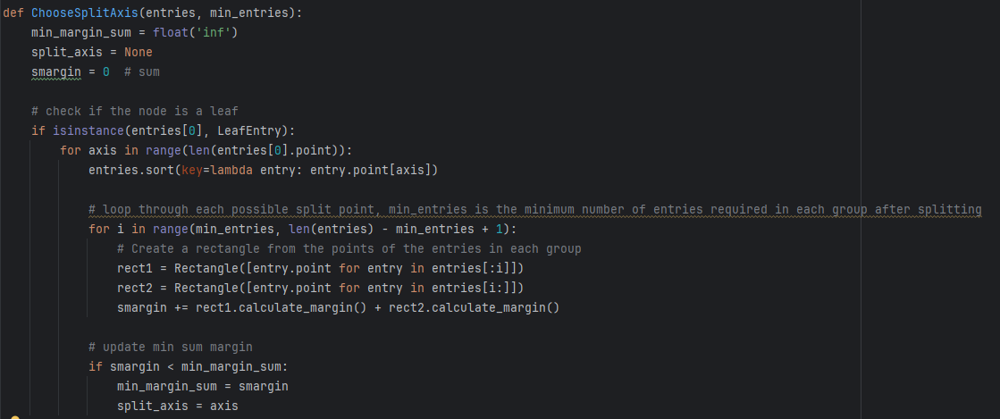 def ChooseSplitAxis(entries, min_entries):
    min_margin_sum = float('inf')
    split_axis = None
    smargin = 0  # sum

    # check if the node is a leaf
    if isinstance(entries[0], LeafEntry):
        for axis in range(len(entries[0].point)):
            entries.sort(key=lambda entry: entry.point[axis])

            # loop through each possible split point, min_entries is the minimum number of entries required in each group after splitting
            for i in range(min_entries, len(entries) - min_entries + 1):
                # Create a rectangle from the points of the entries in each group
                rect1 = Rectangle([entry.point for entry in entries[:i]])
                rect2 = Rectangle([entry.point for entry in entries[i:]])
                smargin += rect1.calculate_margin() + rect2.calculate_margin()

            # update min sum margin
            if smargin < min_margin_sum:
                min_margin_sum = smargin
                split_axis = axis